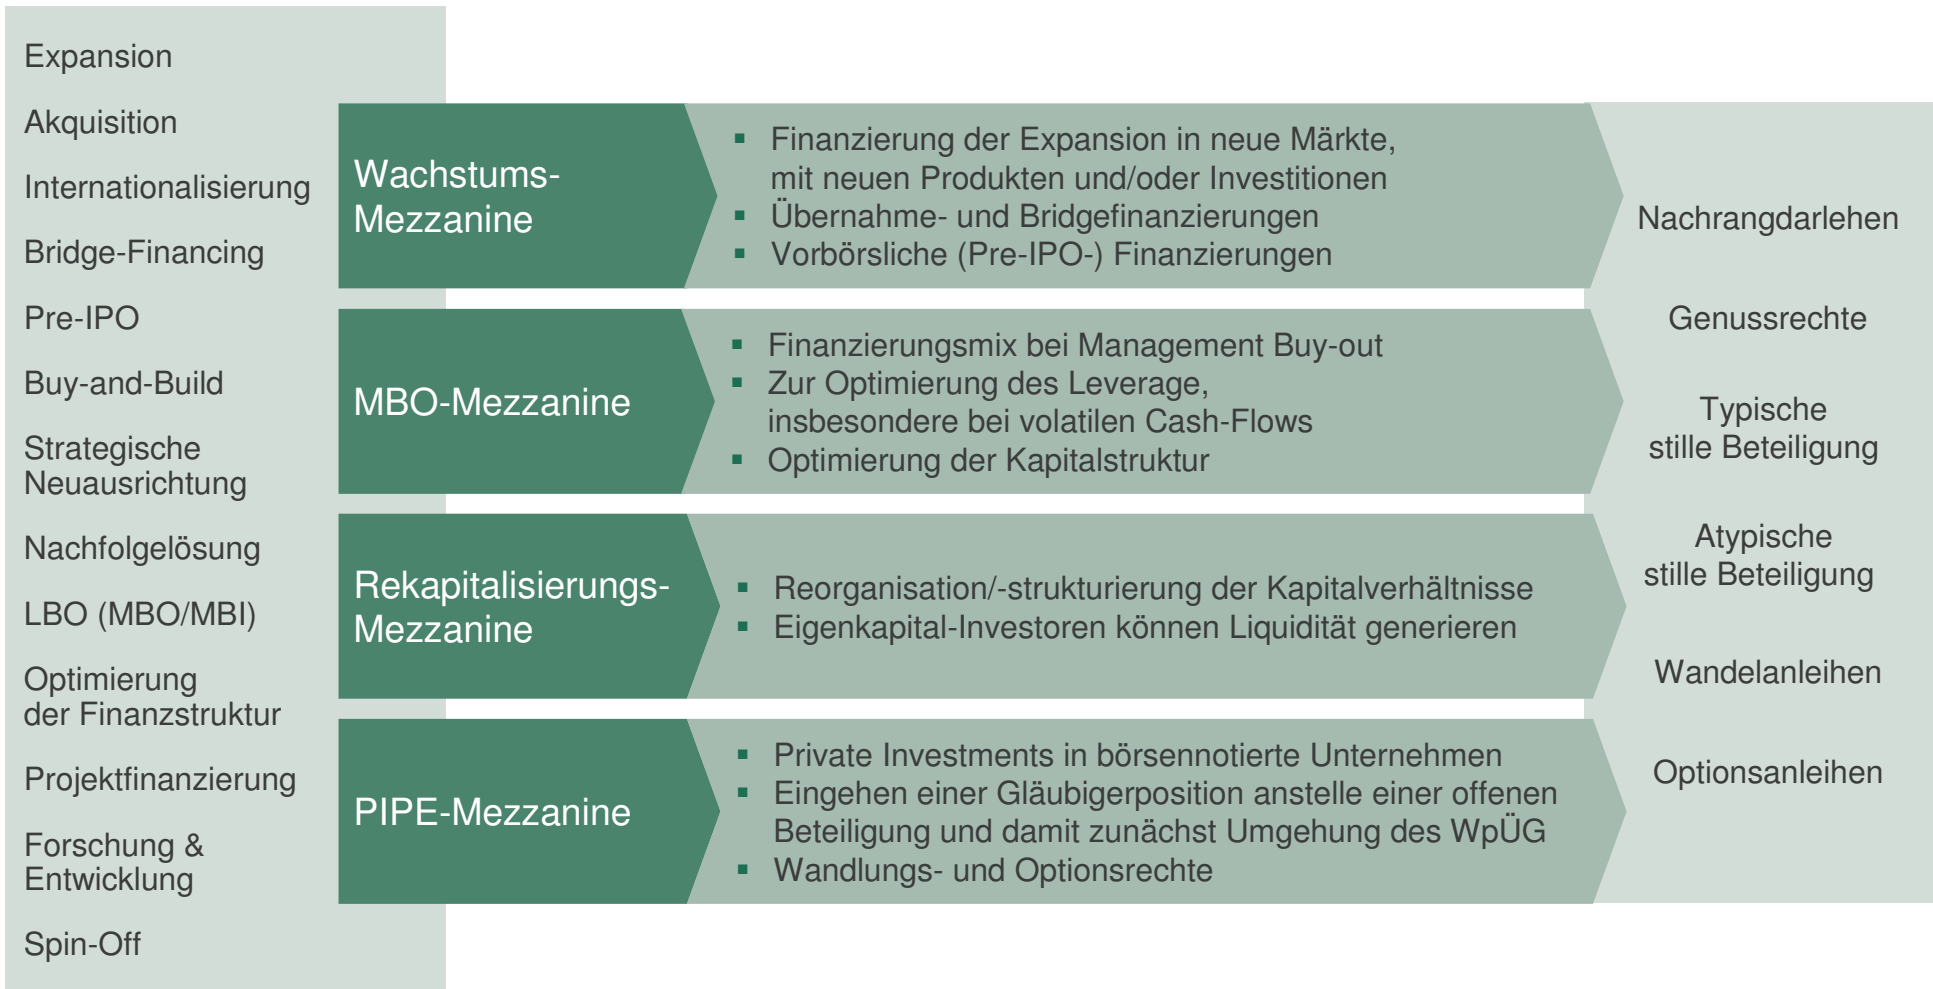 Expansion
Akquisition
Internationalisierung
Bridge-Financing
Pre-IPO
Buy-and-Build
Strategische
Neuausrichtung
Nachfolgelösung
LBO (MBO/MBI)
Optimierung
der Finanzstruktur
Projektfinanzierung
Forschung &
Entwicklung
Spin-Off
Wachstums-
Mezzanine
▪ Finanzierung der Expansion in neue Märkte,
mit neuen Produkten und/oder Investitionen
▪ Übernahme- und Bridgefinanzierungen
▪ Vorbörsliche (Pre-IPO-) Finanzierungen
MBO-Mezzanine
▪ Finanzierungsmix bei Management Buy-out
▪ Zur Optimierung des Leverage,
insbesondere bei volatilen Cash-Flows
▪ Optimierung der Kapitalstruktur
Rekapitalisierungs-
Mezzanine
▪ Reorganisation/-strukturierung der Kapitalverhältnisse
▪ Eigenkapital-Investoren können Liquidität generieren
PIPE-Mezzanine
▪ Private Investments in börsennotierte Unternehmen
▪ Eingehen einer Gläubigerposition anstelle einer offenen
Beteiligung und damit zunächst Umgehung des WpÜG
▪ Wandlungs- und Optionsrechte
Nachrangdarlehen
Genussrechte
Typische
stille Beteiligung
Atypische
stille Beteiligung
Wandelanleihen
Optionsanleihen